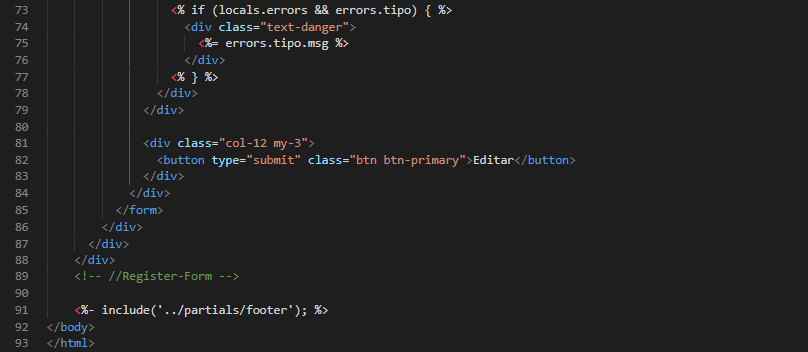 73 <% if (locals.errors && errors.tipo) { %>
74 <div class="text-danger">
75 <%= errors.tipo.msg %>
76 </div>
77 <% } %>
78 </div>
79 </div>
80
81 <div class="col-12 my-3">
82 <button type="submit" class="btn btn-primary">Editar</button>
83 </div>
84 </div>
85 </form>
86 </div>
87 </div>
88 </div>
89 <!-- //Register-Form -->
90
91 <%- include('../partials/footer'); %>
92 </body>
93 </html>